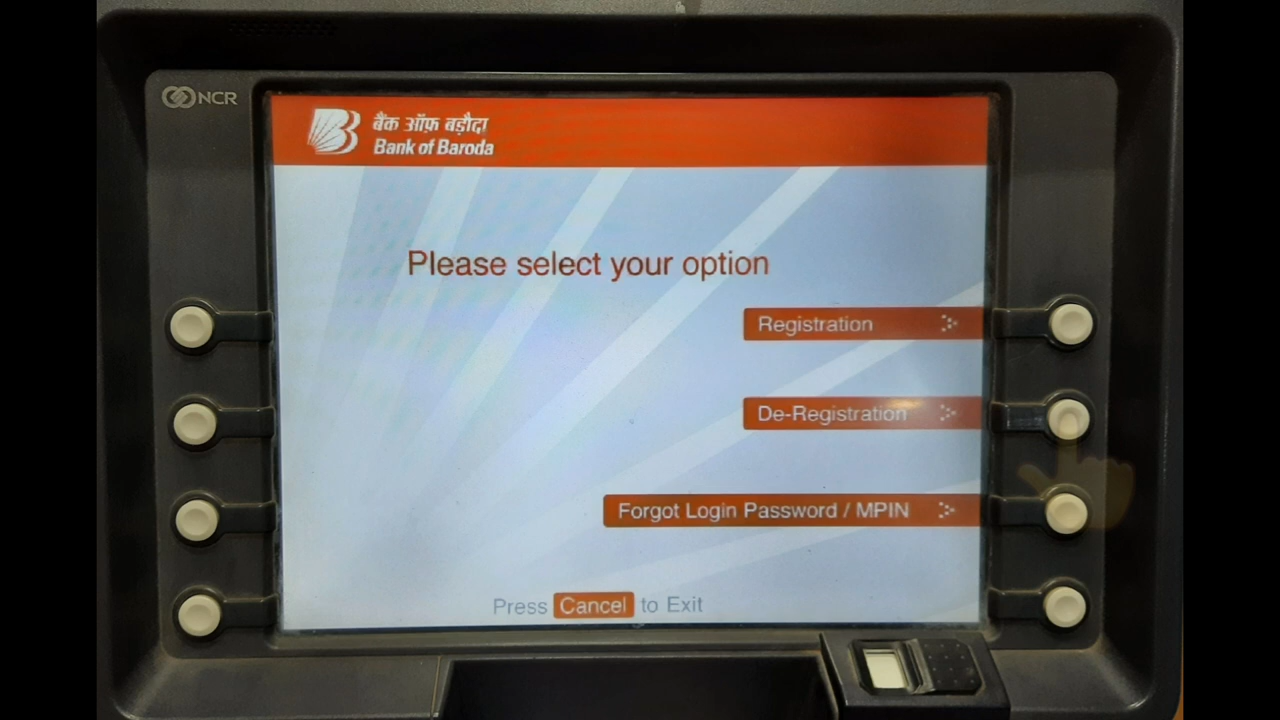 NCR
बैंक ऑफ़ बड़ौदा
Bank of Baroda
Please select your option
Registration
De-Registration
Forgot Login Password / MPIN
Press Cancel to Exit